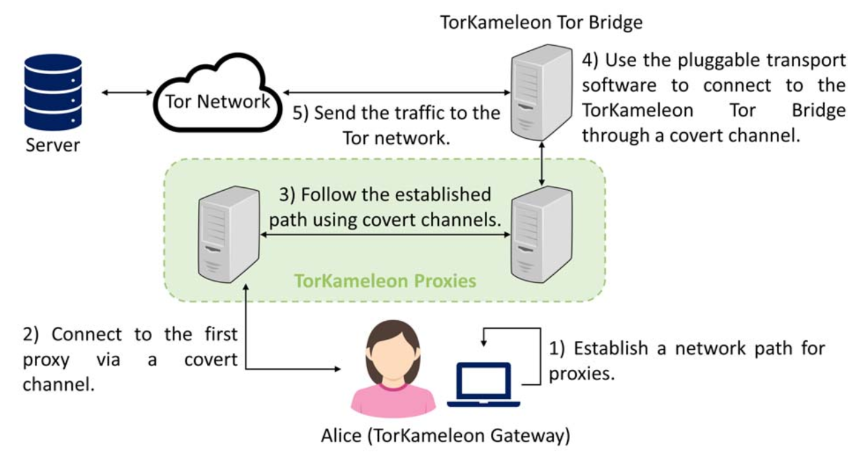 TorKameleon Tor Bridge
4) Use the pluggable transport
software to connect to the
TorKameleon Tor Bridge
through a covert channel.
Tor Network
Server
5) Send the traffic to the
Tor network.
3) Follow the established
path using covert channels.
TorKameleon Proxies
2) Connect to the first
proxy via a covert
channel.
1) Establish a network path for
proxies.
Alice (TorKameleon Gateway)